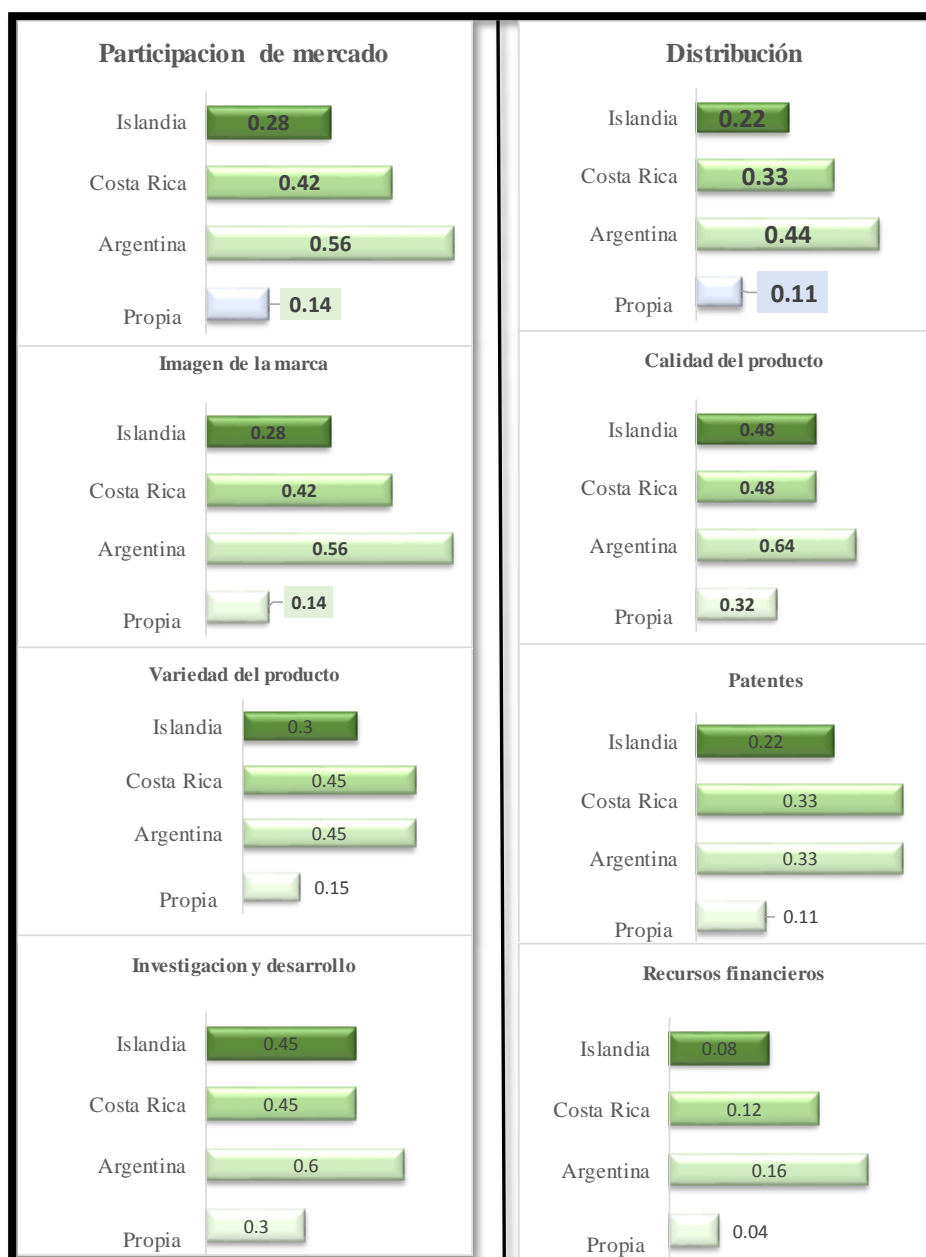 Participacion de mercado
Islandia
0.28
Costa Rica
0.42
Argentina
0.56
Propia
0.14
Distribución
Islandia
0.22
Costa Rica
0.33
Argentina
0.44
Propia
0.11
Imagen de la marca
Islandia
0.28
Costa Rica
0.42
Argentina
0.56
Propia
0.14
Calidad del producto
Islandia
0.48
Costa Rica
0.48
Argentina
0.64
Propia
0.32
Variedad del producto
Islandia
0.3
Costa Rica
0.45
Argentina
0.45
Propia
0.15
Patentes
Islandia
0.22
Costa Rica
0.33
Argentina
0.33
Propia
0.11
Investigacion y desarrollo
Islandia
0.45
Costa Rica
0.45
Argentina
0.6
Propia
0.3
Recursos financieros
Islandia
0.08
Costa Rica
0.12
Argentina
0.16
Propia
0.04